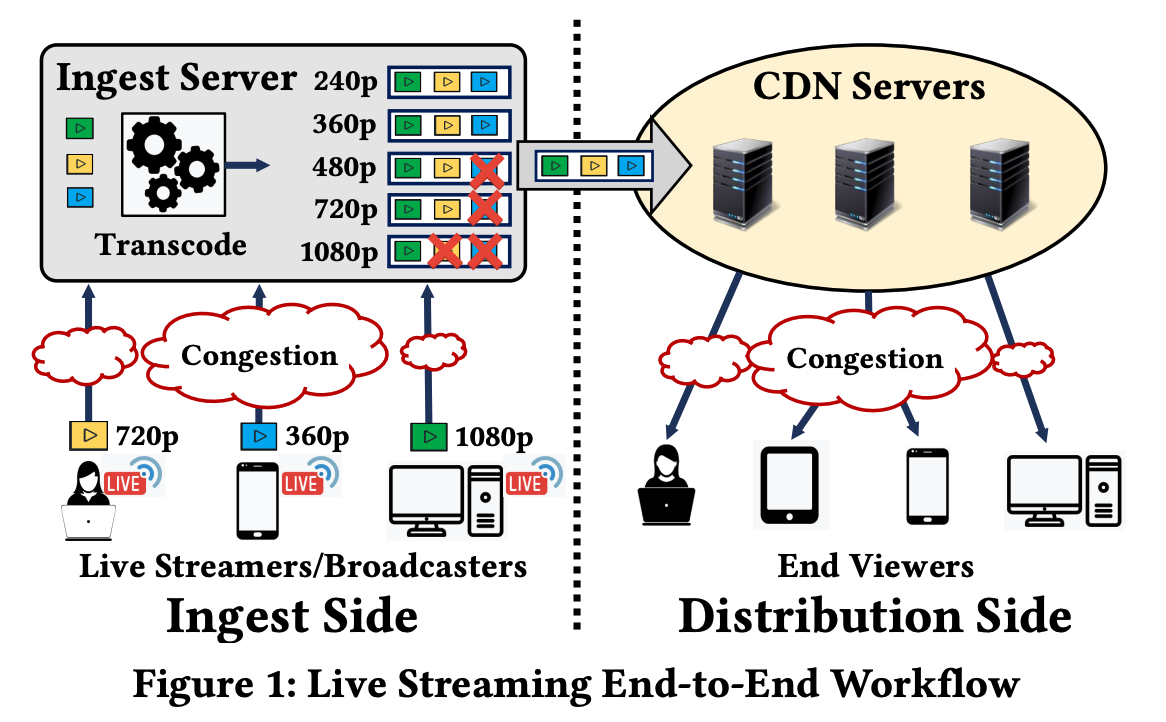 Ingest Server
240p
360p
480p
720p
1080p
Transcode
CDN Servers
Congestion
Congestion
720p
360p
1080p
LIVE
LIVE
LIVE
Live Streamers/Broadcasters
End Viewers
Ingest Side
Distribution Side
Figure 1: Live Streaming End-to-End Workflow